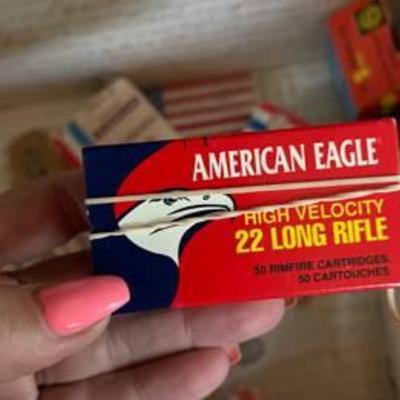 AMERICAN EAGLE
HIGH VELOCITY
22 LONG RIFLE
50 RIMFIRE CARTRIDGES
50 CARTOUCHES